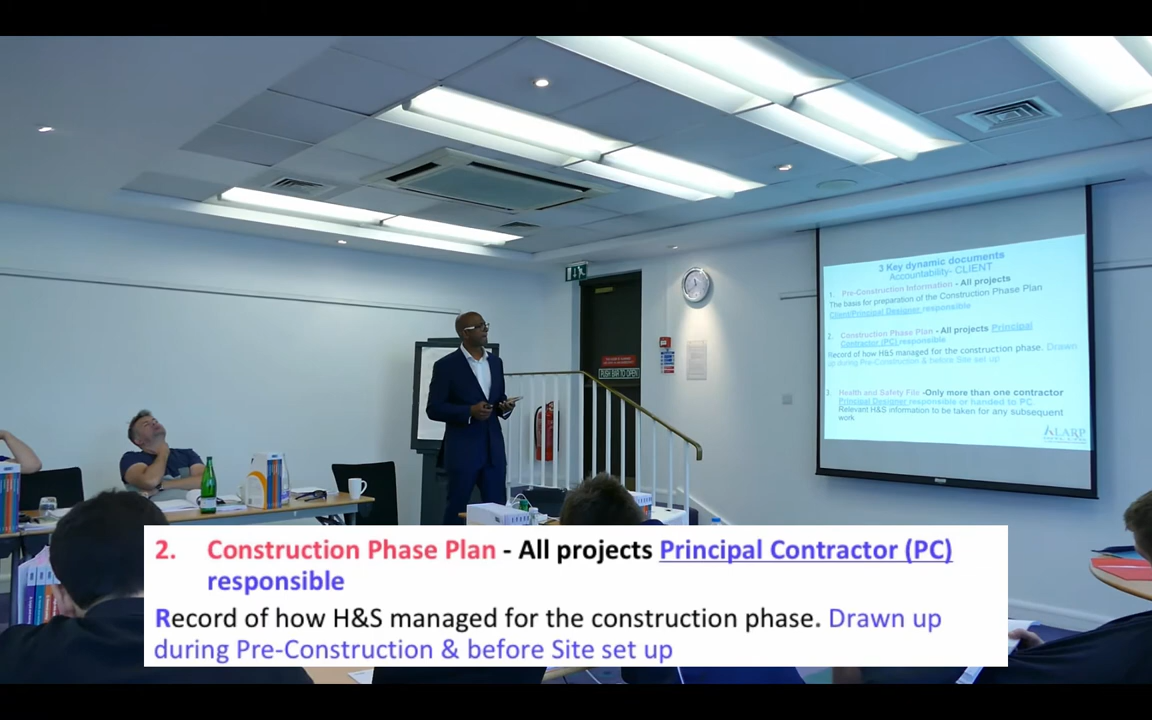 3 Key dynamic documents
Accountability- CLIENT
1. Pre-Construction Information - All projects
The basis for preparation of the Construction Phase Plan
Client/Principal Designer responsible
2. Construction Phase Plan - All projects Principal
Contractor (PC) responsible
Record of how H&S managed for the construction phase. Drawn
up during Pre-Construction & before Site set up
3. Health and Safety File -Only more than one contractor
Principal Designer responsible or handed to PC
Relevant H&S information to be taken for any subsequent
work
ALARP
PUSH BAR TO OPEN
2. Construction Phase Plan - All projects Principal Contractor (PC)
responsible
Record of how H&S managed for the construction phase. Drawn up
during Pre-Construction & before Site set up